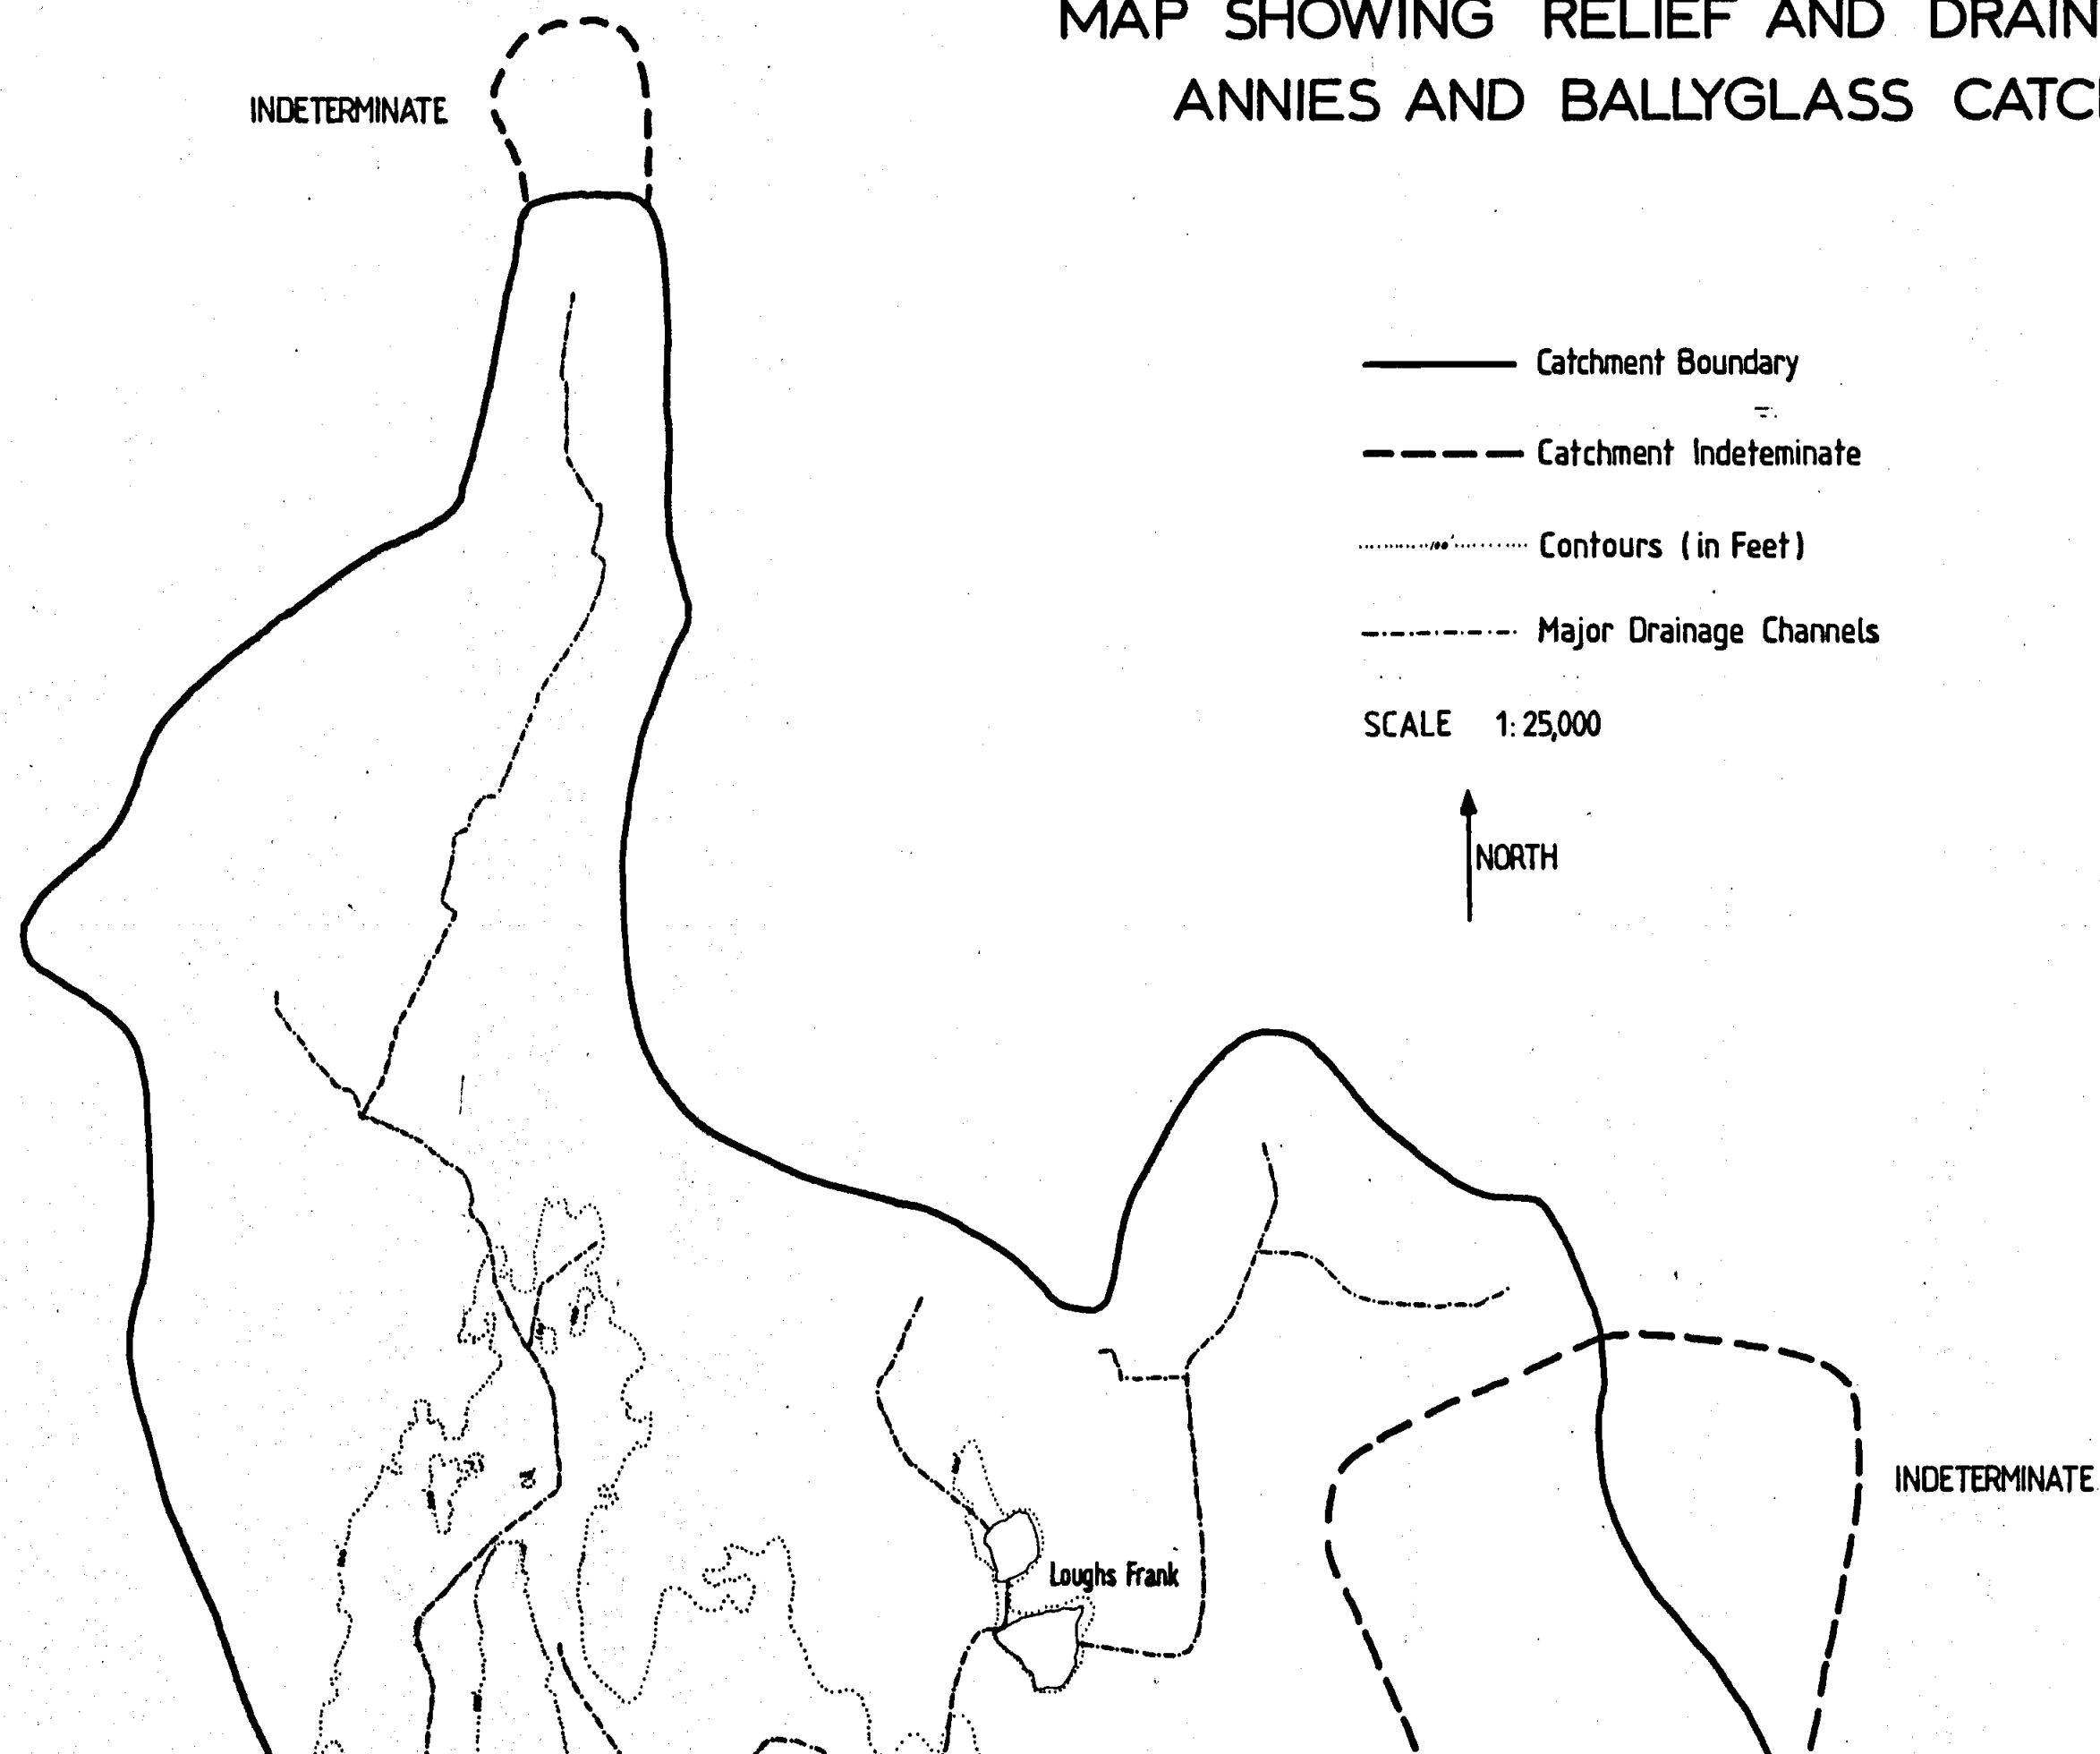 MAP SHOWING RELIEF AND DRAIN
ANNIES AND BALLYGLASS CATC
INDETERMINATE
Catchment Boundary
Catchment Indeteminate
Contours (in Feet)
Major Drainage Channels
SCALE 1:25,000
NORTH
INDETERMINATE
Loughs Frank